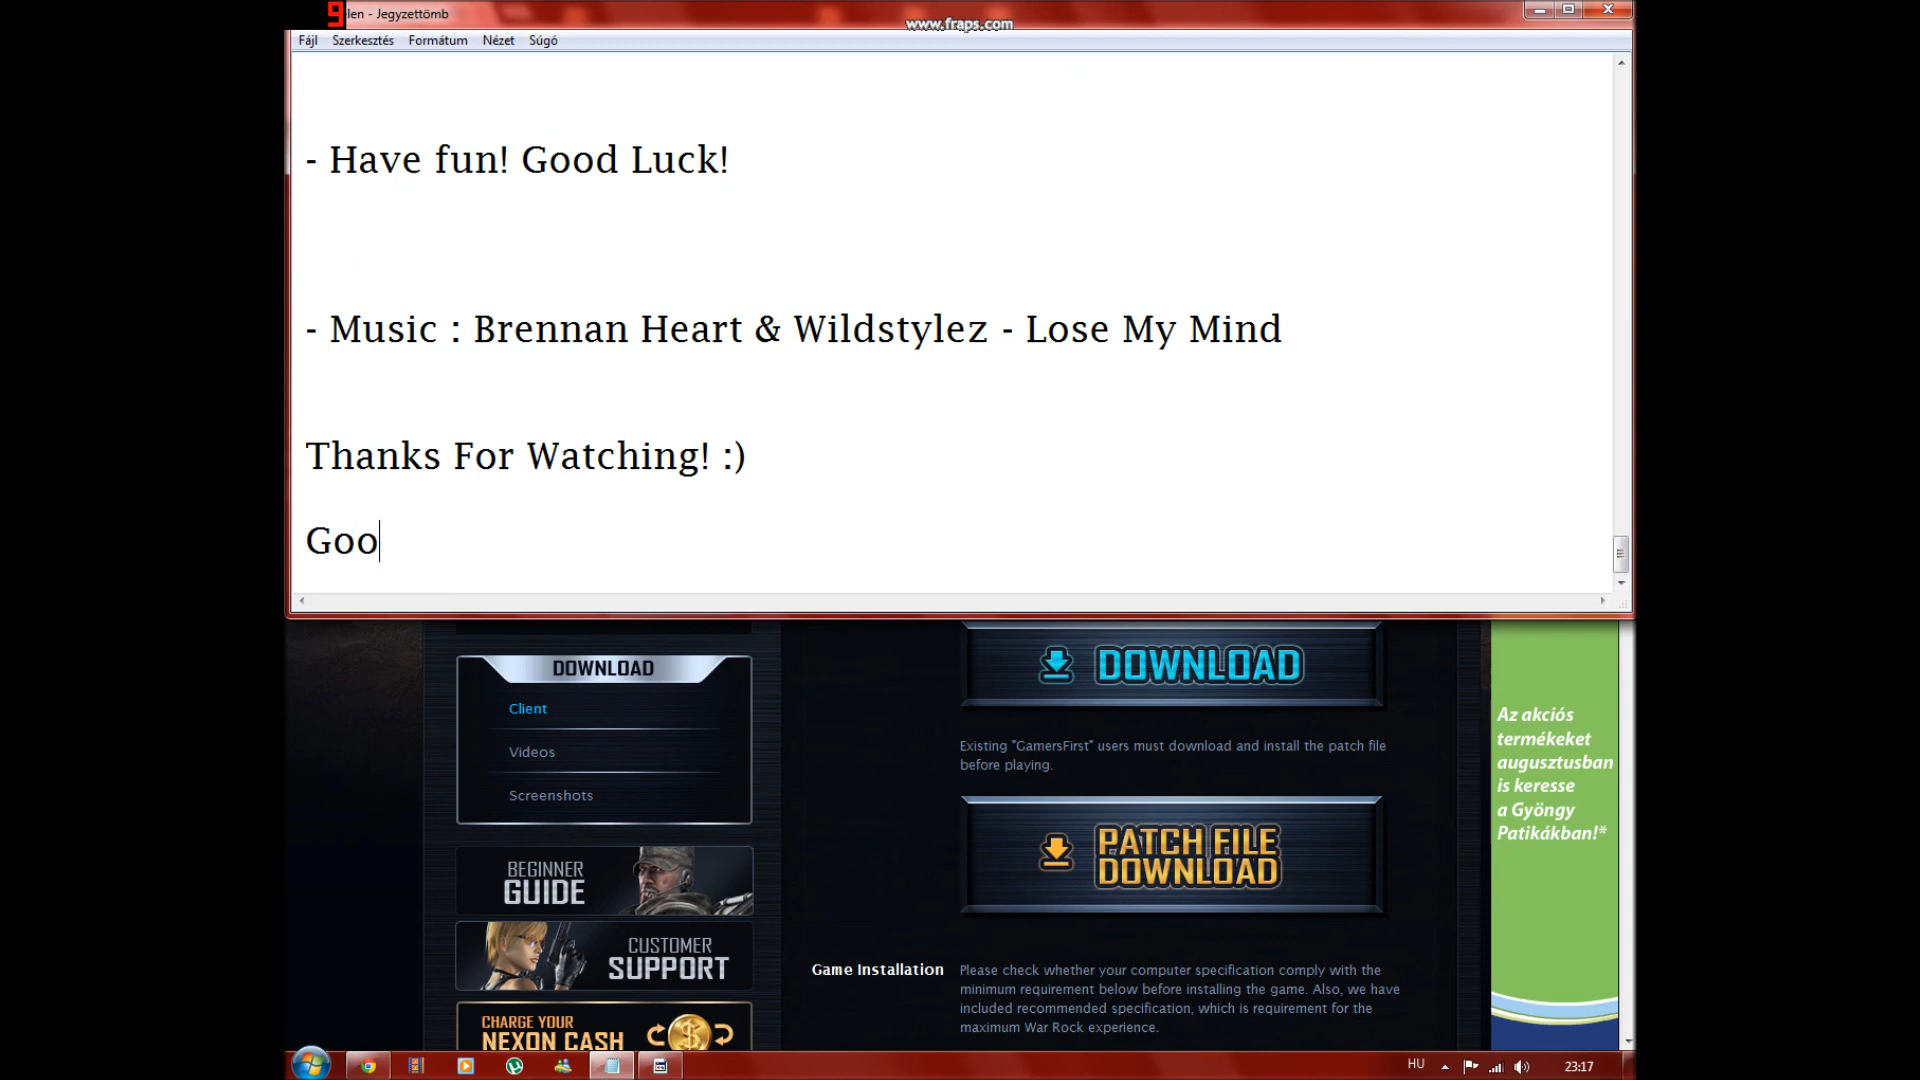 9
len - Jegyzettömb
www.fraps.com
Fájl Szerkesztés Formátum Nézet Súgó
- Have fun! Good Luck!
- Music : Brennan Heart & Wildstylez - Lose My Mind
Thanks For Watching! :)
Goo
DOWNLOAD
Client
Videos
Screenshots
BEGINNER
GUIDE
CUSTOMER
SUPPORT
CHARGE YOUR
NEXON CASH
DOWNLOAD
Existing "GamersFirst" users must download and install the patch file
before playing.
PATCH FILE
DOWNLOAD
Game Installation
Please check whether your computer specification comply with the
minimum requirement below before installing the game. Also, we have
included recommended specification, which is requirement for the
maximum War Rock experience.
Az akciós
termékeket
augusztusban
is keresse
a Gyöngy
Patikákban!*
HU
23:17